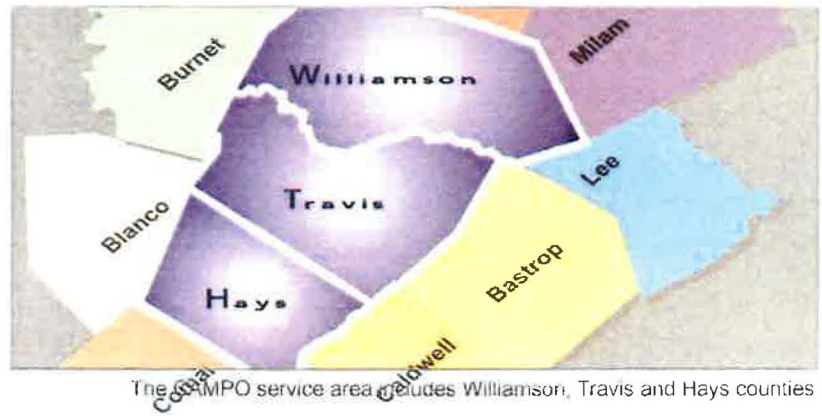 Burnet
Williamson
Milam
Travis
Lee
Blanco
Hays
Bastrop
Caldwell
Comal
The CAMPO service area includes Williamson, Travis and Hays counties